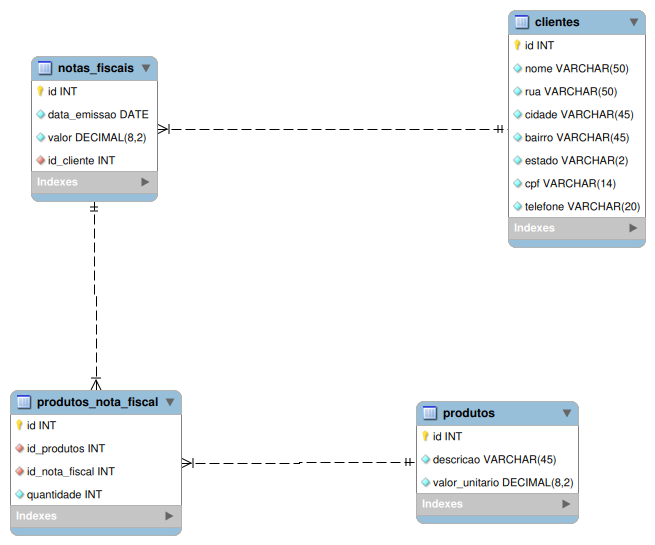 clientes
id INT
nome VARCHAR(50)
rua VARCHAR(50)
cidade VARCHAR(45)
bairro VARCHAR(45)
estado VARCHAR(2)
cpf VARCHAR(14)
telefone VARCHAR(20)
Indexes
notas_fiscais
id INT
data_emissao DATE
valor DECIMAL(8,2)
id_cliente INT
Indexes
produtos_nota_fiscal
id INT
id_produtos INT
id_nota_fiscal INT
quantidade INT
Indexes
produtos
id INT
descricao VARCHAR(45)
valor_unitario DECIMAL(8,2)
Indexes